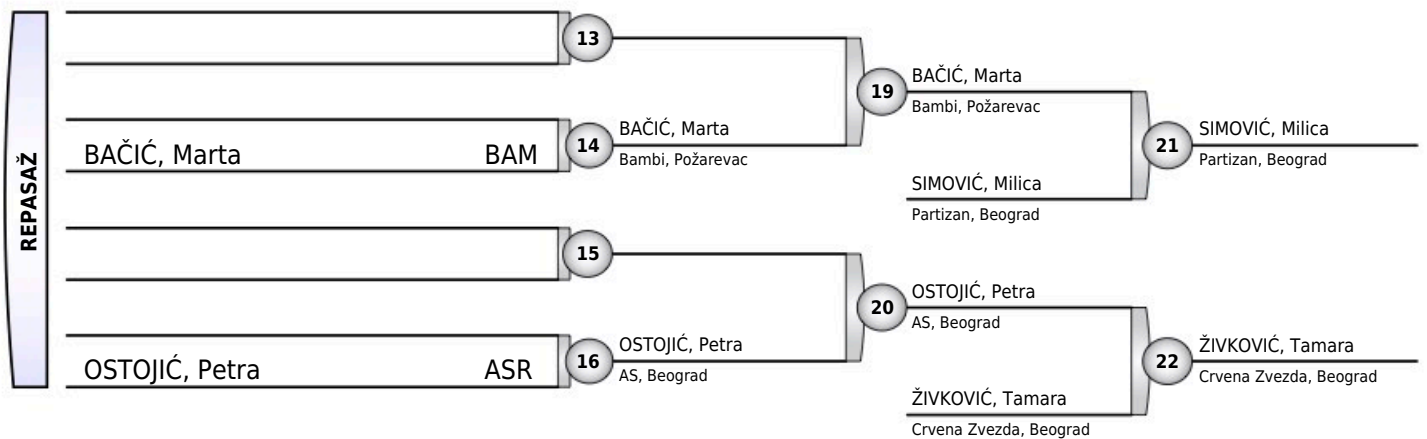 REPASAŽ
13
BAČIĆ, Marta BAM
14
BAČIĆ, Marta
Bambi, Požarevac
19
BAČIĆ, Marta
Bambi, Požarevac
SIMOVIĆ, Milica
Partizan, Beograd
21
SIMOVIĆ, Milica
Partizan, Beograd
15
OSTOJIĆ, Petra ASR
16
OSTOJIĆ, Petra
AS, Beograd
20
OSTOJIĆ, Petra
AS, Beograd
ŽIVKOVIĆ, Tamara
Crvena Zvezda, Beograd
22
ŽIVKOVIĆ, Tamara
Crvena Zvezda, Beograd